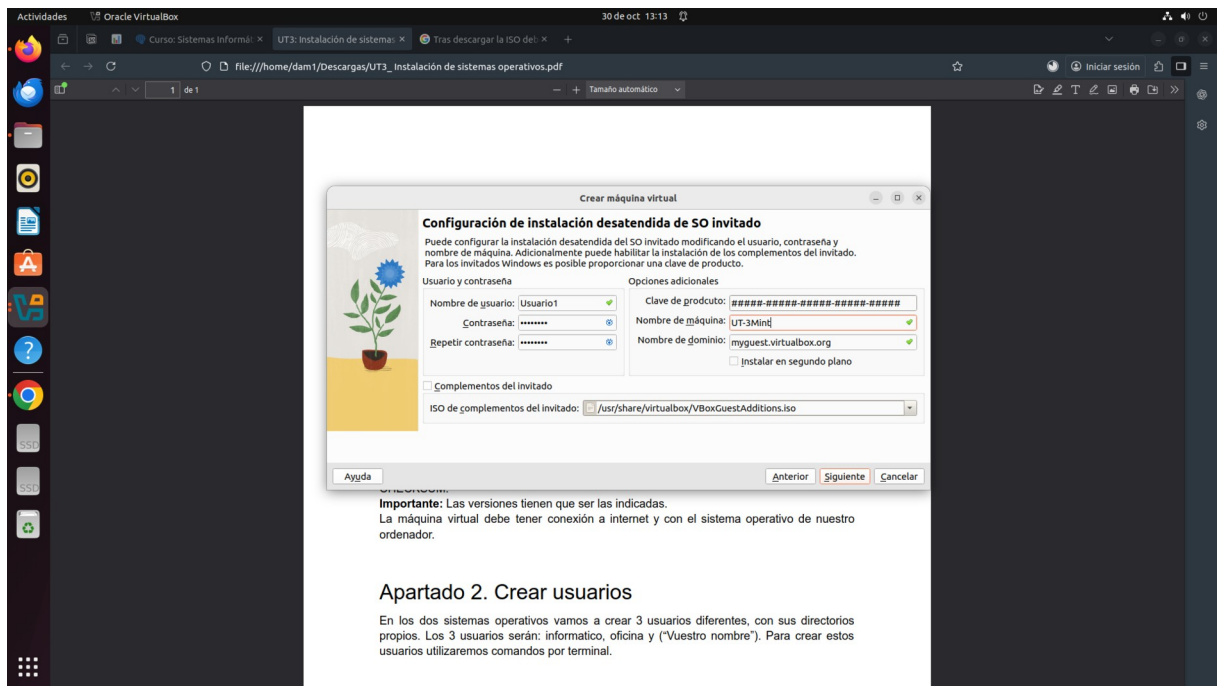 Actividades
Oracle VirtualBox
30 de oct 13:13
Curso: Sistemas Informát
UT3: Instalación de sistemas
Tras descargar la ISO deb
file:///home/dam1/Descargas/UT3_ Instalación de sistemas operativos.pdf
Iniciar sesión
1 de 1
Tamaño automático
Crear máquina virtual
Configuración de instalación desatendida de SO invitado
Puede configurar la instalación desatendida del SO invitado modificando el usuario, contraseña y
nombre de máquina. Adicionalmente puede habilitar la instalación de los complementos del invitado.
Para los invitados Windows es posible proporcionar una clave de producto.
Usuario y contraseña
Nombre de usuario: Usuario1
Contraseña: ••••••••
Repetir contraseña: ••••••••
Opciones adicionales
Clave de prodcuto: #####-#####-#####-#####-#####
Nombre de máquina: UT-3Mint
Nombre de dominio: myguest.virtualbox.org
Instalar en segundo plano
Complementos del invitado
ISO de complementos del invitado: /usr/share/virtualbox/VBoxGuestAdditions.iso
Ayuda
Anterior
Siguiente
Cancelar
Importante: Las versiones tienen que ser las indicadas.
La máquina virtual debe tener conexión a internet y con el sistema operativo de nuestro
ordenador.
Apartado 2. Crear usuarios
En los dos sistemas operativos vamos a crear 3 usuarios diferentes, con sus directorios
propios. Los 3 usuarios serán: informatico, oficina y (“Vuestro nombre”). Para crear estos
usuarios utilizaremos comandos por terminal.
SSD
SSD